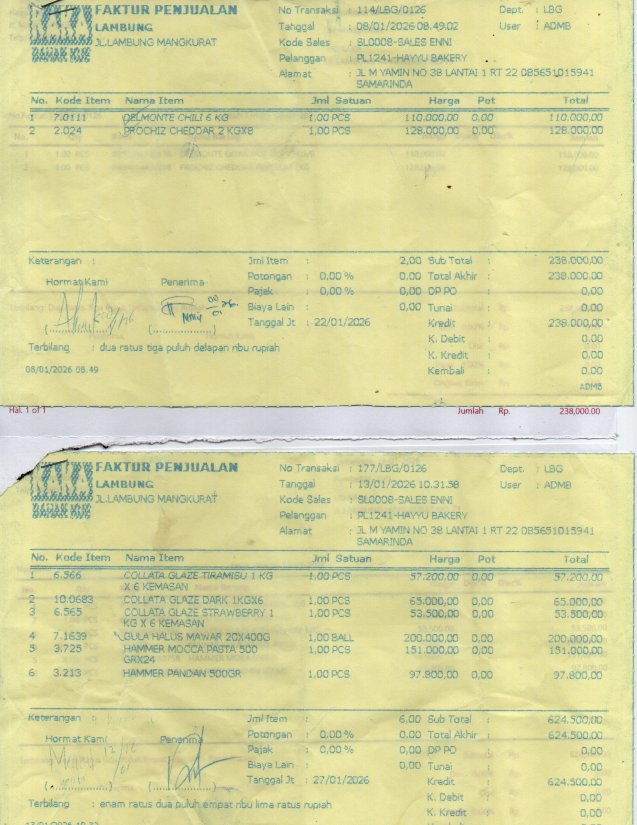 KAKA FAKTUR PENJUALAN No Transaksi : 114/LBG/0126 Dept. : LBG
LAMBUNG Tanggal : 08/01/2026 08.49.02 User : ADMB
JL.LAMBUNG MANGKURAT Kode Sales : SL0008-SALES ENNI
BAHAN KUE Pelanggan : PL1241-HAYYU BAKERY
Alamat : JL M YAMIN NO 38 LANTAI 1 RT 22 085651015941
SAMARINDA
No. Kode Item Nama Item Jml Satuan Harga Pot Total
1 7.0111 DELMONTE CHILI 6 KG 1,00 PCS 110.000,00 0,00 110.000,00
2 2.024 PROCHIZ CHEDDAR 2 KGX8 1,00 PCS 128.000,00 0,00 128.000,00
Keterangan : Jml Item : 2,00 Sub Total : 238.000,00
Hormat Kami Penerima Potongan : 0,00 % 0,00 Total Akhir : 238.000,00
Pajak : 0,00 % 0,00 DP PO : 0,00
Biaya Lain : 0,00 Tunai : 0,00
(..................) (..................) Tanggal Jt : 22/01/2026 Kredit : 238.000,00
K. Debit : 0,00
Terbilang : dua ratus tiga puluh delapan ribu rupiah K. Kredit : 0,00
08/01/2026 08.49 Kembali : 0,00
ADMB
Hal. 1 of 1 Jumlah Rp. 238,000.00
KAKA FAKTUR PENJUALAN No Transaksi : 177/LBG/0126 Dept. : LBG
LAMBUNG Tanggal : 13/01/2026 10.31.58 User : ADMB
JL.LAMBUNG MANGKURAT Kode Sales : SL0008-SALES ENNI
BAHAN KUE Pelanggan : PL1241-HAYYU BAKERY
Alamat : JL M YAMIN NO 38 LANTAI 1 RT 22 085651015941
SAMARINDA
No. Kode Item Nama Item Jml Satuan Harga Pot Total
1 6.566 COLLATA GLAZE TIRAMISU 1 KG 1,00 PCS 57.200,00 0,00 57.200,00
X 6 KEMASAN
2 10.0683 COLLATA GLAZE DARK 1KGX6 1,00 PCS 65.000,00 0,00 65.000,00
3 6.565 COLLATA GLAZE STRAWBERRY 1 1,00 PCS 53.500,00 0,00 53.500,00
KG X 6 KEMASAN
4 7.1639 GULA HALUS MAWAR 20X400G 1,00 BALL 200.000,00 0,00 200.000,00
5 3.725 HAMMER MOCCA PASTA 500 1,00 PCS 151.000,00 0,00 151.000,00
GRX24
6 3.213 HAMMER PANDAN 500GR 1,00 PCS 97.800,00 0,00 97.800,00
Keterangan Jml Item : 6,00 Sub Total : 624.500,00
Hormat Kami Penerima Potongan : 0,00 % 0,00 Total Akhir : 624.500,00
Pajak : 0,00 % 0,00 DP PO : 0,00
Biaya Lain : 0,00 Tunai : 0,00
(..................) (..................) Tanggal Jt : 27/01/2026 Kredit : 624.500,00
K. Debit : 0,00
Terbilang : enam ratus dua puluh empat ribu lima ratus rupiah K. Kredit : 0,00